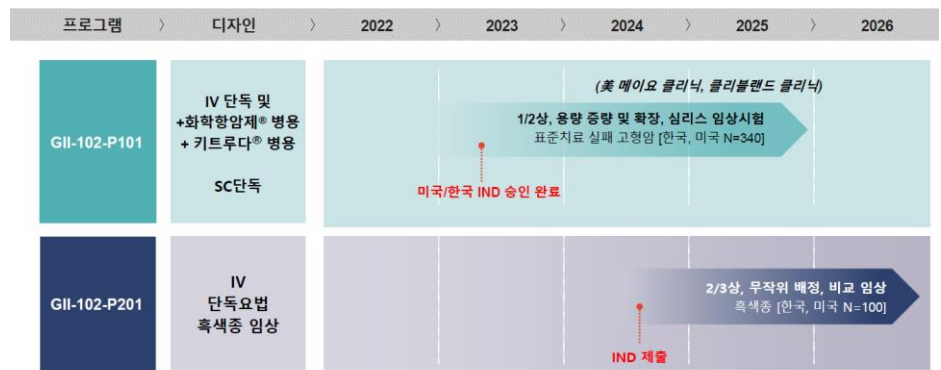 프로그램 〉 디자인 〉 2022 〉 2023 〉 2024 〉 2025 〉 2026
GII-102-P101
IV 단독 및
+화학항암제® 병용
+ 키트루다® 병용
SC단독
(美 메이요 클리닉, 클리블랜드 클리닉)
1/2상, 용량 증량 및 확장, 심리스 임상시험
표준치료 실패 고형암 [한국, 미국 N=340]
미국/한국 IND 승인 완료
GII-102-P201
IV
단독요법
흑색종 임상
2/3상, 무작위 배정, 비교 임상
흑색종 [한국, 미국 N=100]
IND 제출